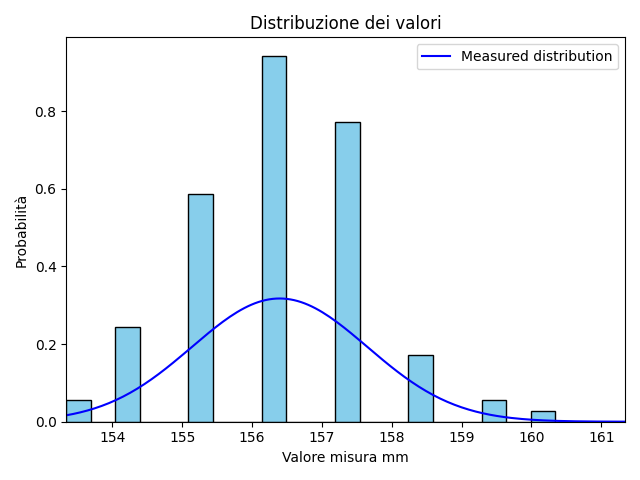 Distribuzione dei valori
Measured distribution
Probabilità
0.8
0.6
0.4
0.2
0.0
154 155 156 157 158 159 160 161
Valore misura mm